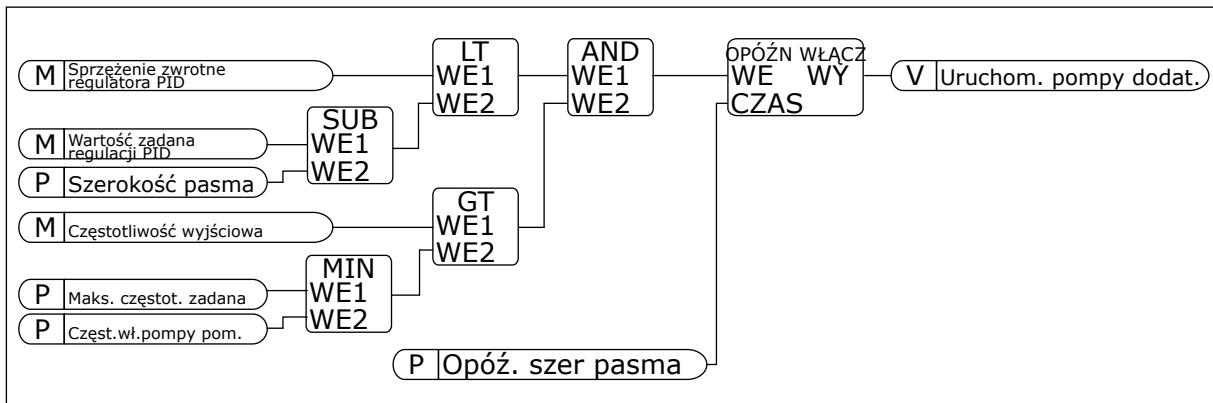 LT
AND
OPÓŹN WŁĄCZ
M Sprzężenie zwrotne
regulatora PID
WE1
WE2
WE1
WE2
WE WY
CZAS
V Uruchom. pompy dodat.
SUB
M Wartość zadana
regulacji PID
WE1
WE2
P Szerokość pasma
GT
M Częstotliwość wyjściowa
WE1
WE2
MIN
P Maks. częstot. zadana
WE1
P Częst.wł.pompy pom.
WE2
P Opóź. szer pasma